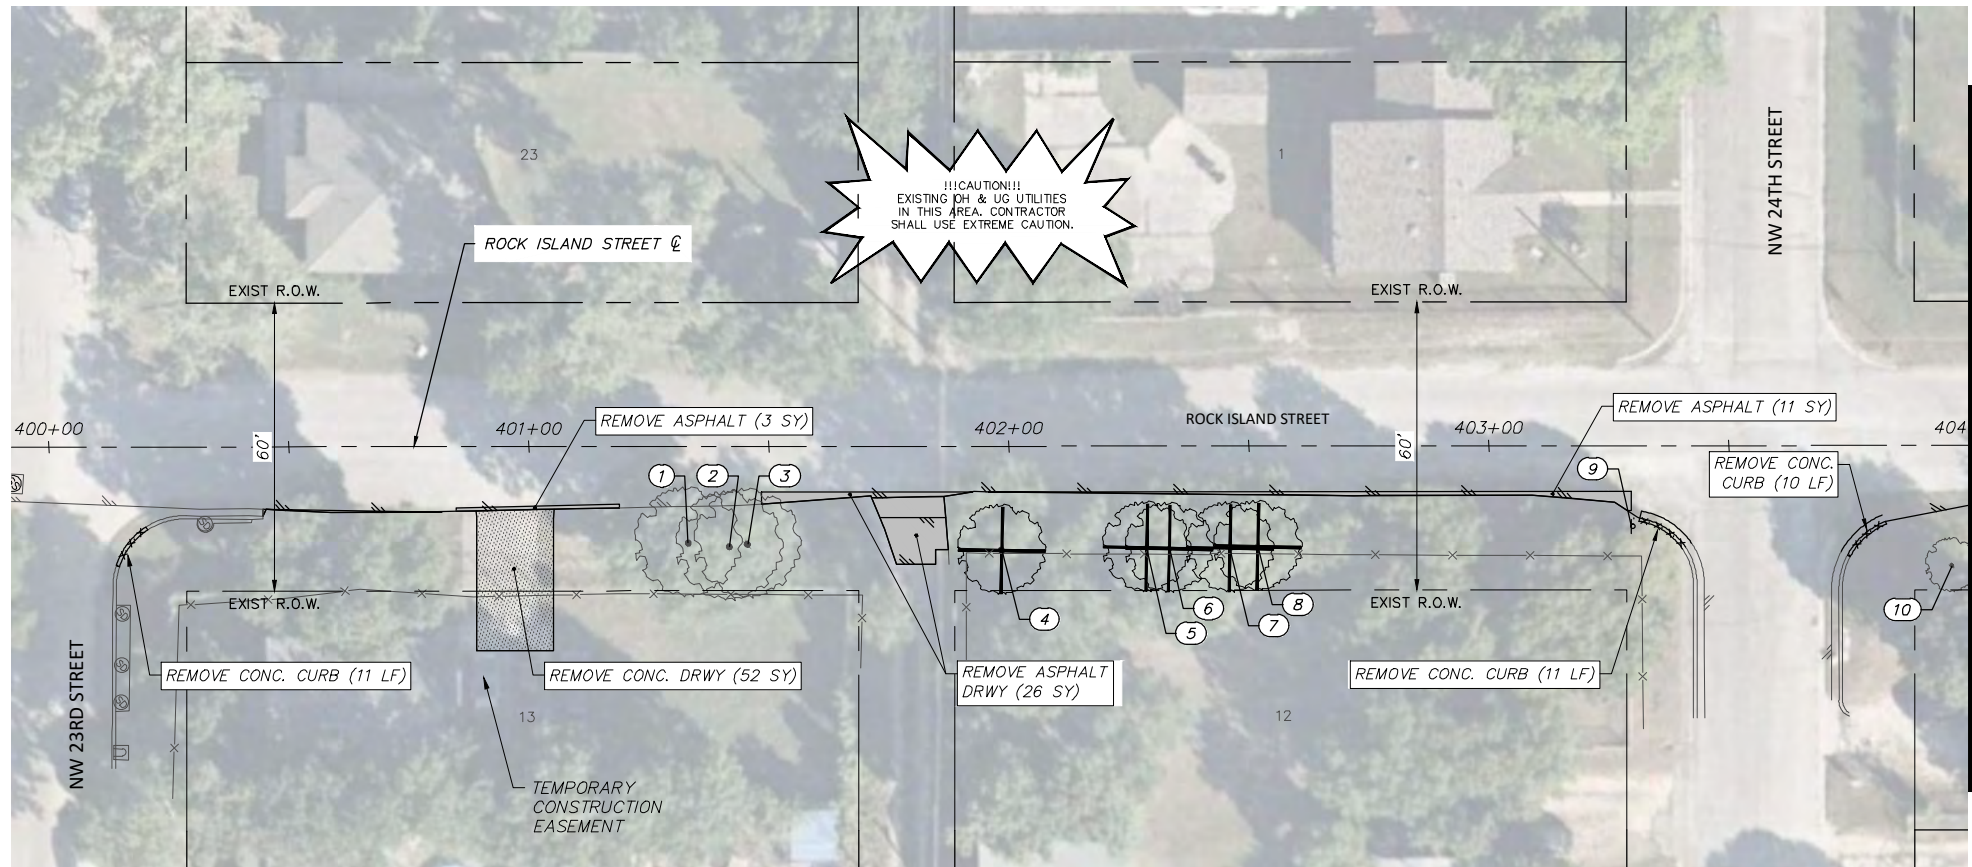 23
1
!!!CAUTION!!!
EXISTING OH & UG UTILITIES
IN THIS AREA. CONTRACTOR
SHALL USE EXTREME CAUTION.
NW 24TH STREET
ROCK ISLAND STREET ℄
EXIST R.O.W.
EXIST R.O.W.
REMOVE ASPHALT (3 SY)
REMOVE ASPHALT (11 SY)
ROCK ISLAND STREET
400+00
401+00
402+00
403+00
404
60'
60'
1
2
3
9
REMOVE CONC.
CURB (10 LF)
EXIST R.O.W.
EXIST R.O.W.
4
5
6
7
8
10
NW 23RD STREET
REMOVE CONC. CURB (11 LF)
REMOVE CONC. DRWY (52 SY)
REMOVE ASPHALT
DRWY (26 SY)
REMOVE CONC. CURB (11 LF)
13
12
TEMPORARY
CONSTRUCTION
EASEMENT